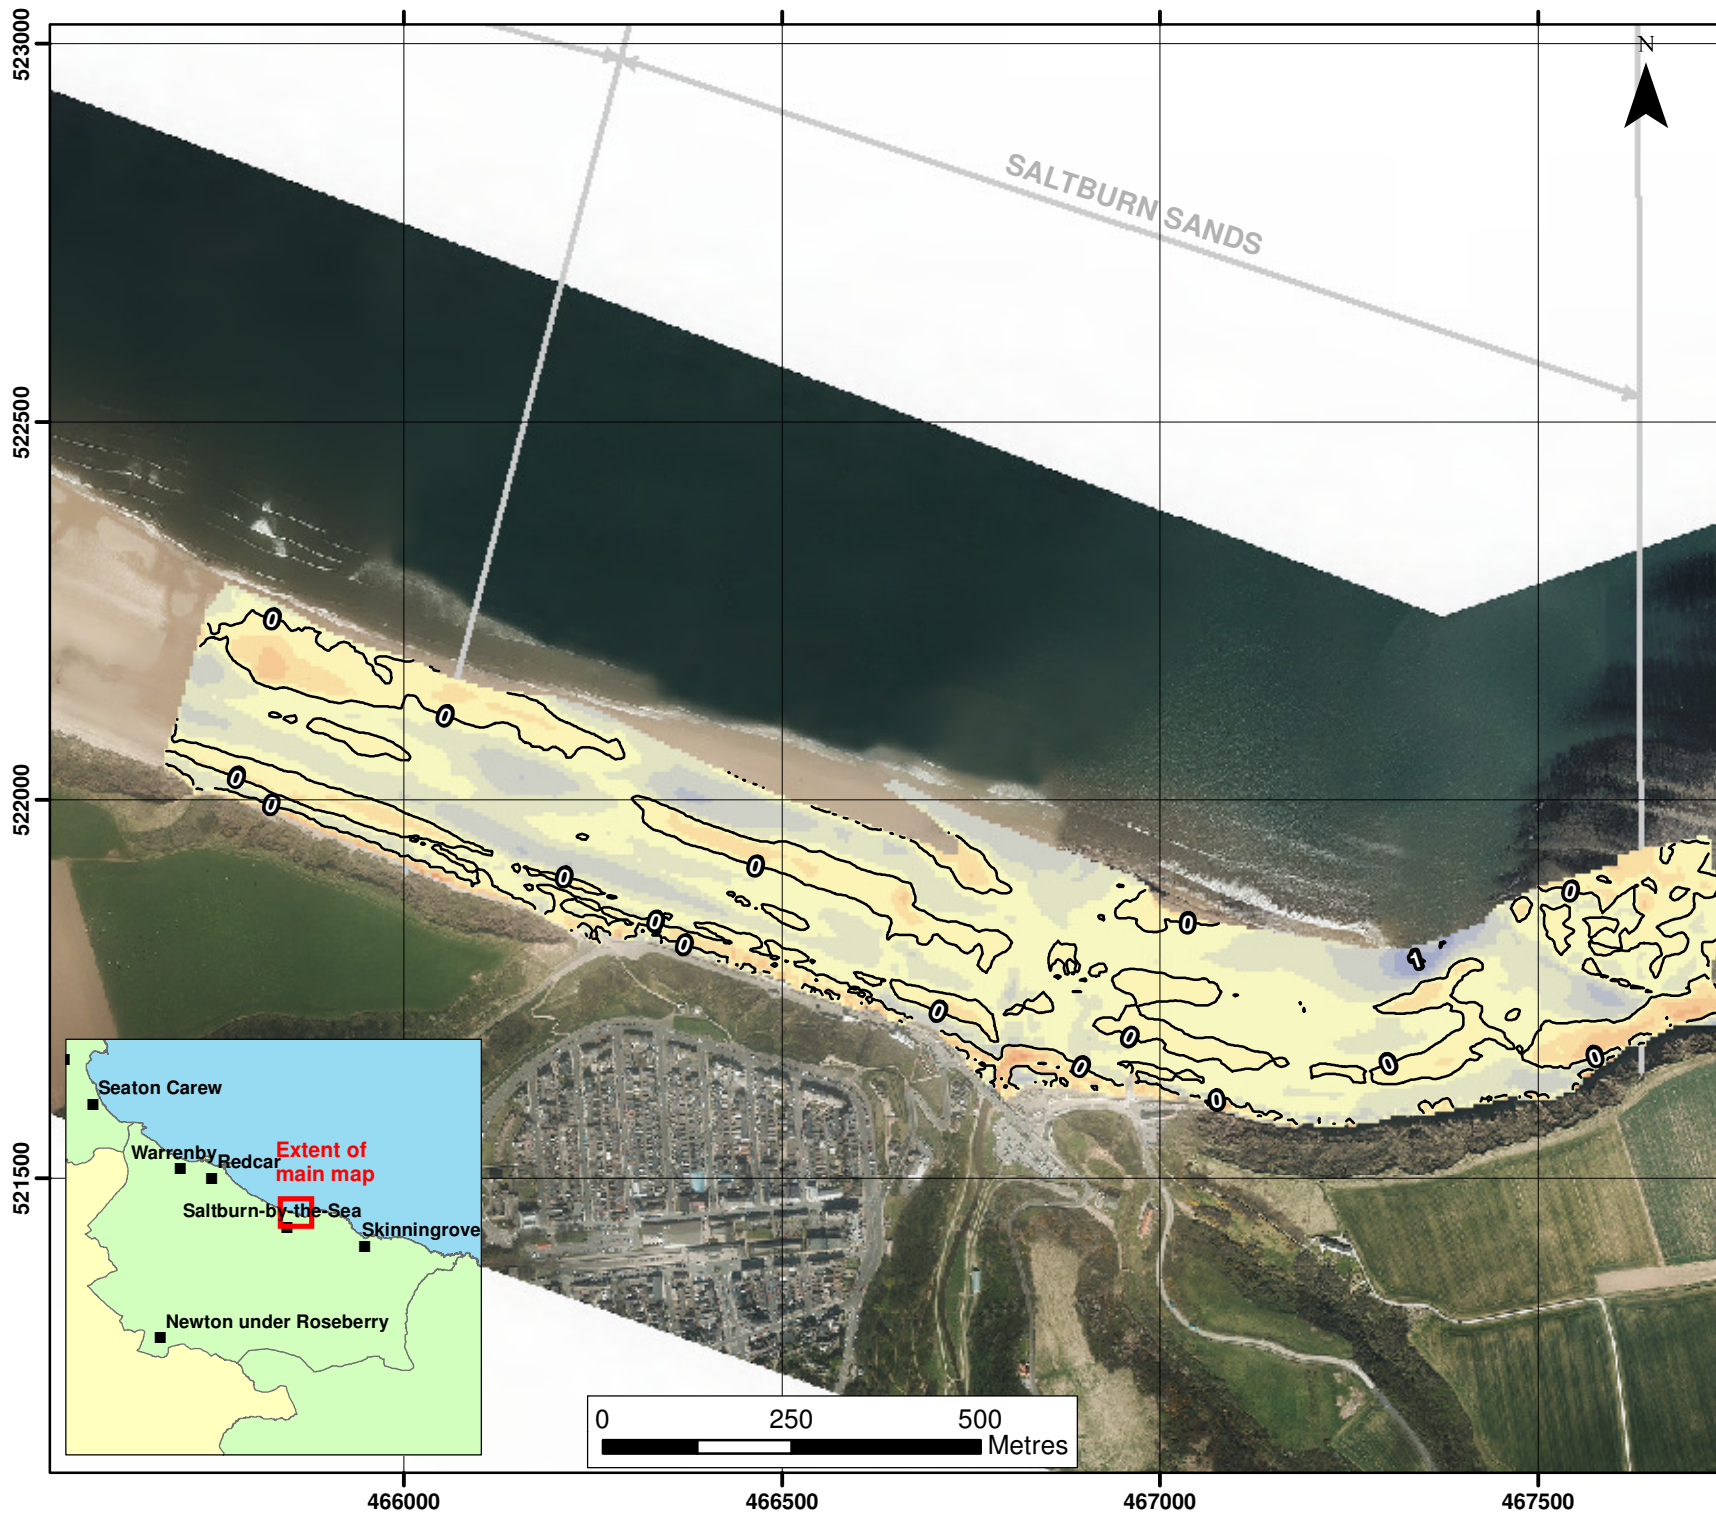 523000
N
SALTBURN SANDS
522500
0
0
0
0
522000
0
0
0
0
0
0
0
1
0
0
0
0
0
0
521500
Seaton Carew
Warrenby
Redcar
Extent of
main map
Saltburn-by-the-Sea
Skinningrove
Newton under Roseberry
0 250 500
Metres
466000 466500 467000 467500